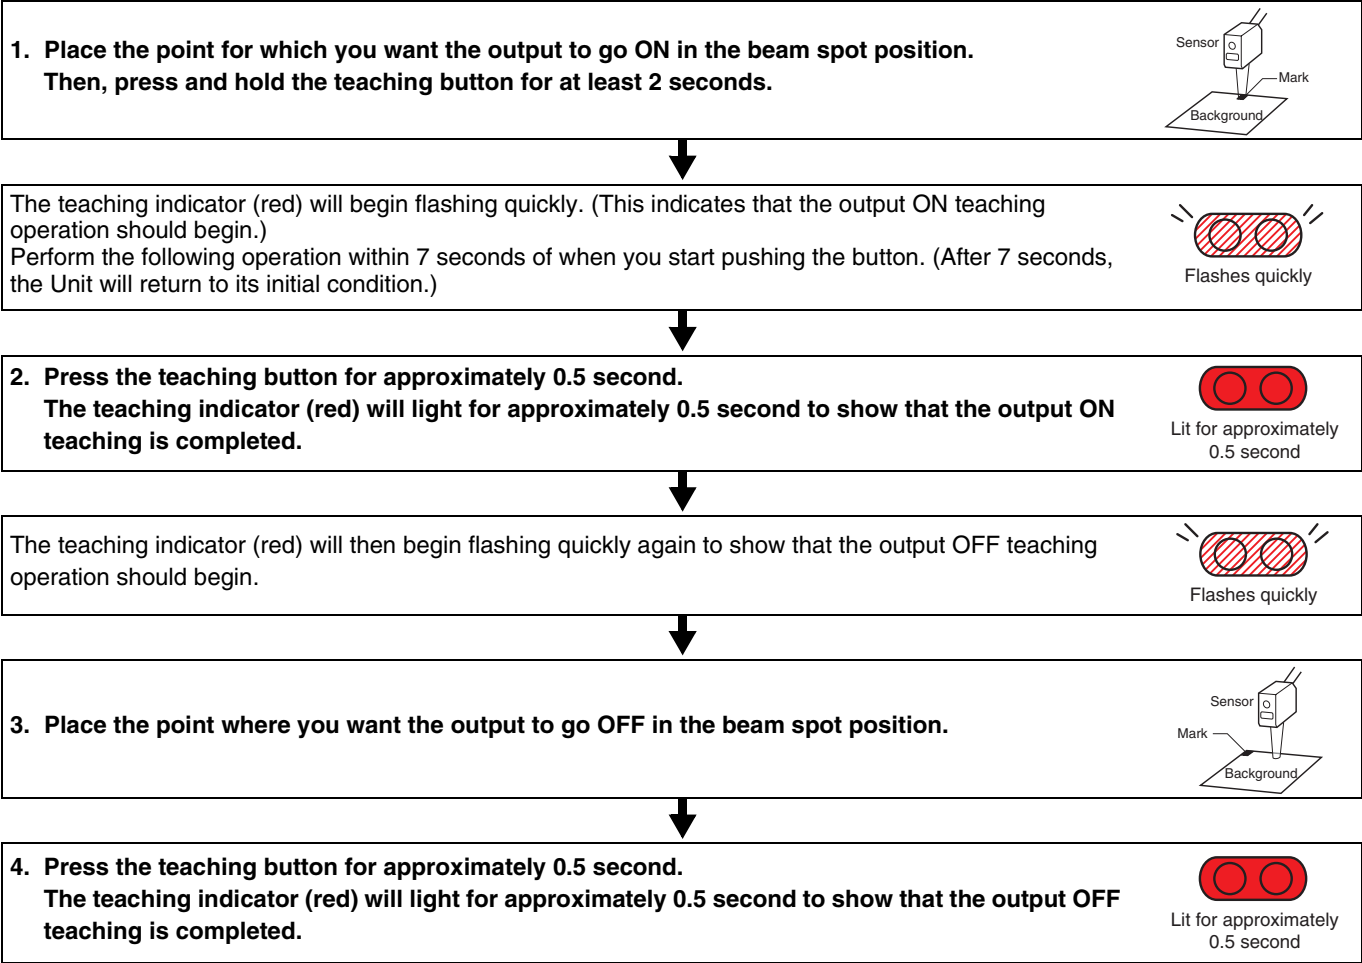 1. Place the point for which you want the output to go ON in the beam spot position.
Then, press and hold the teaching button for at least 2 seconds.
Sensor
Mark
Background
The teaching indicator (red) will begin flashing quickly. (This indicates that the output ON teaching
operation should begin.)
Perform the following operation within 7 seconds of when you start pushing the button. (After 7 seconds,
the Unit will return to its initial condition.)
Flashes quickly
2. Press the teaching button for approximately 0.5 second.
The teaching indicator (red) will light for approximately 0.5 second to show that the output ON
teaching is completed.
Lit for approximately
0.5 second
The teaching indicator (red) will then begin flashing quickly again to show that the output OFF teaching
operation should begin.
Flashes quickly
3. Place the point where you want the output to go OFF in the beam spot position.
Sensor
Mark
Background
4. Press the teaching button for approximately 0.5 second.
The teaching indicator (red) will light for approximately 0.5 second to show that the output OFF
teaching is completed.
Lit for approximately
0.5 second